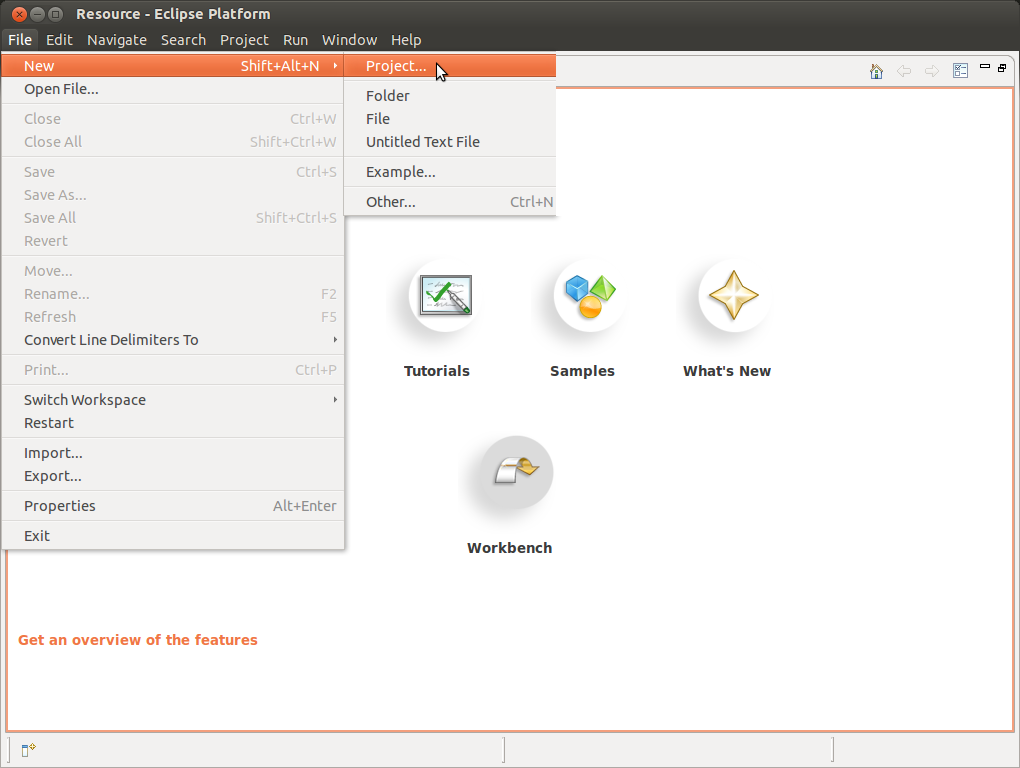 Resource - Eclipse Platform
File Edit Navigate Search Project Run Window Help
New Shift+Alt+N
Open File...
Close Ctrl+W
Close All Shift+Ctrl+W
Save Ctrl+S
Save As...
Save All Shift+Ctrl+S
Revert
Move...
Rename... F2
Refresh F5
Convert Line Delimiters To
Print... Ctrl+P
Switch Workspace
Restart
Import...
Export...
Properties Alt+Enter
Exit
Project...
Folder
File
Untitled Text File
Example...
Other... Ctrl+N
Tutorials
Samples
What's New
Workbench
Get an overview of the features